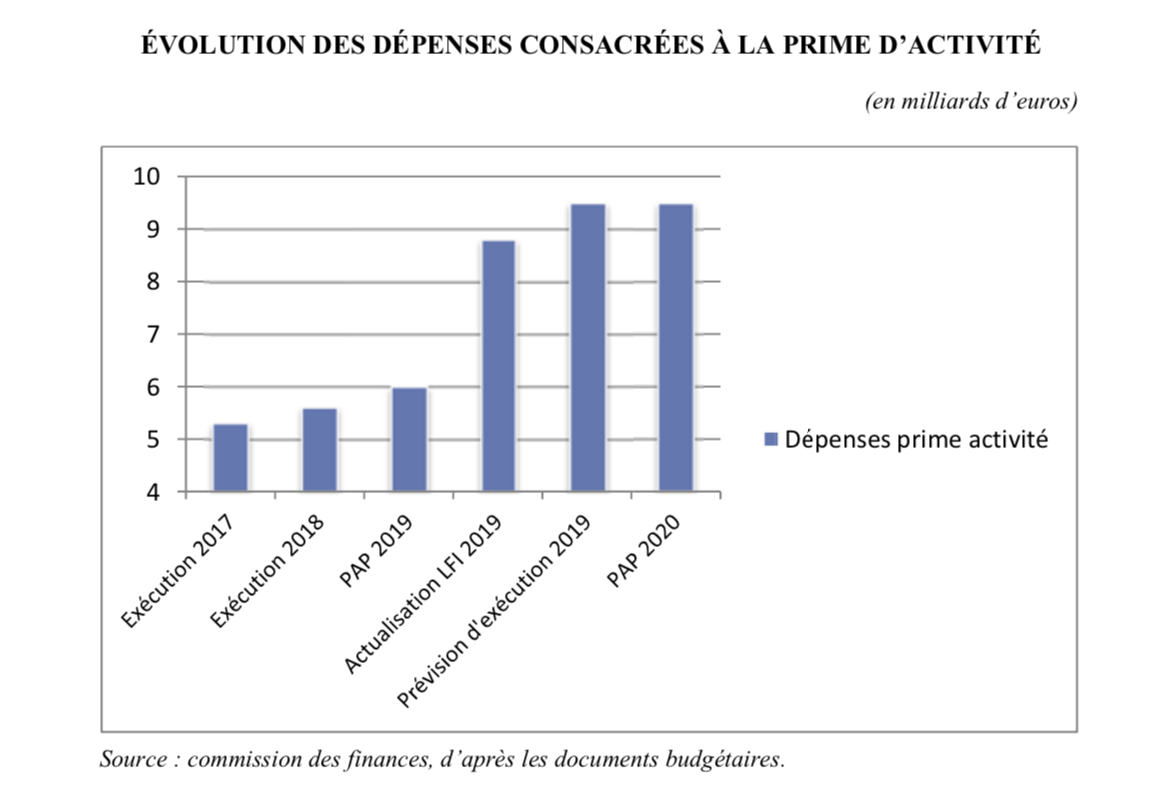 ÉVOLUTION DES DÉPENSES CONSACRÉES À LA PRIME D’ACTIVITÉ
(en milliards d’euros)
10
9
8
7
6
5
4
Exécution 2017
Exécution 2018
PAP 2019
Actualisation LFI 2019
Prévision d'exécution 2019
PAP 2020
Dépenses prime activité
Source : commission des finances, d’après les documents budgétaires.